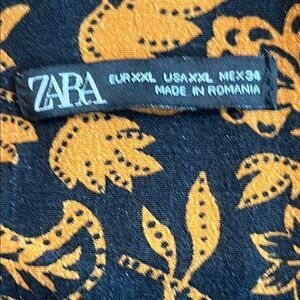 ZARA
EUR XXL USA XXL MEX 34
MADE IN ROMANIA